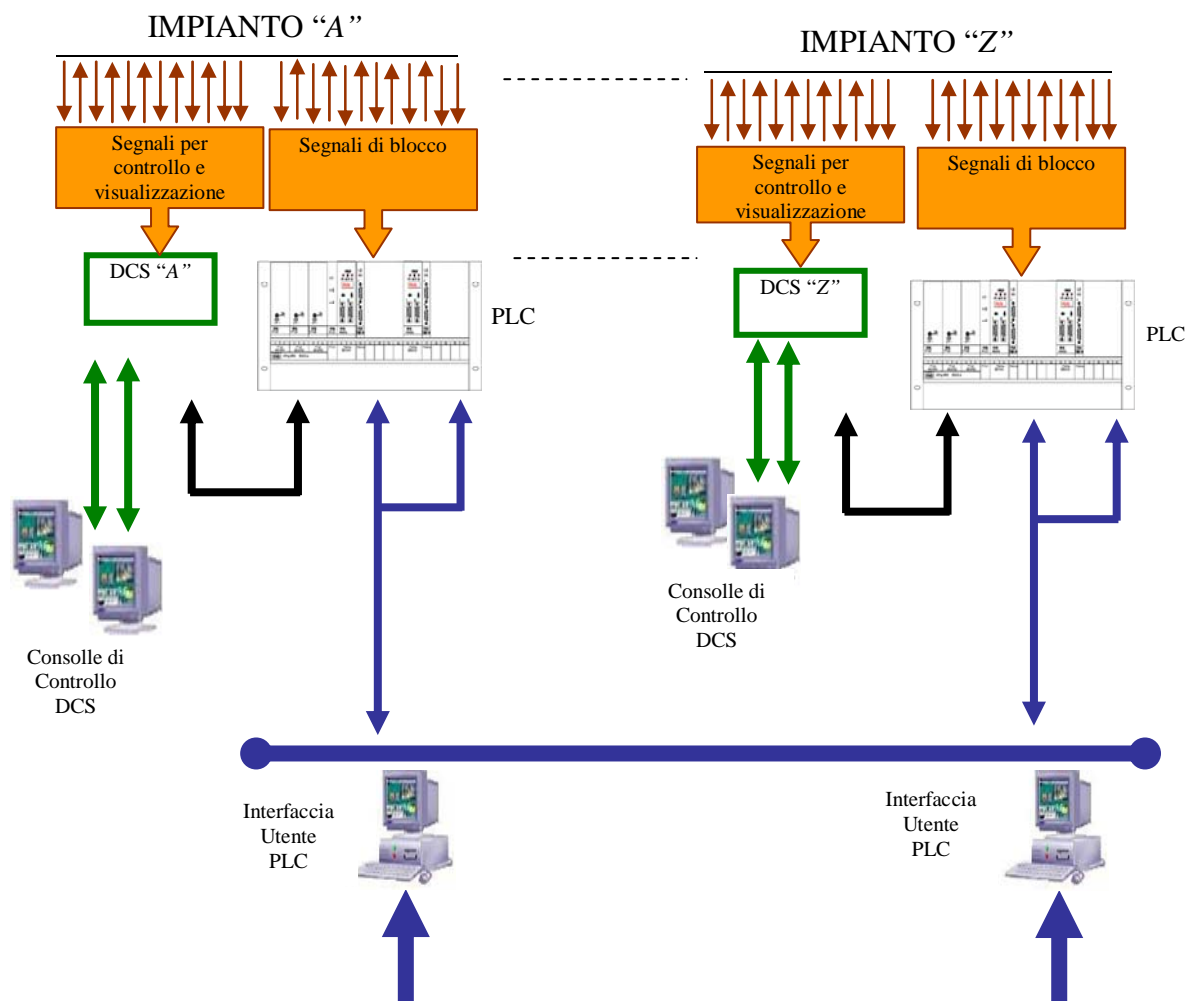 IMPIANTO “A”
Segnali per
controllo e
visualizzazione
Segnali di blocco
DCS “A”
PLC
Consolle di
Controllo
DCS
Interfaccia
Utente
PLC
IMPIANTO “Z”
Segnali per
controllo e
visualizzazione
Segnali di blocco
DCS “Z”
PLC
Consolle di
Controllo
DCS
Interfaccia
Utente
PLC